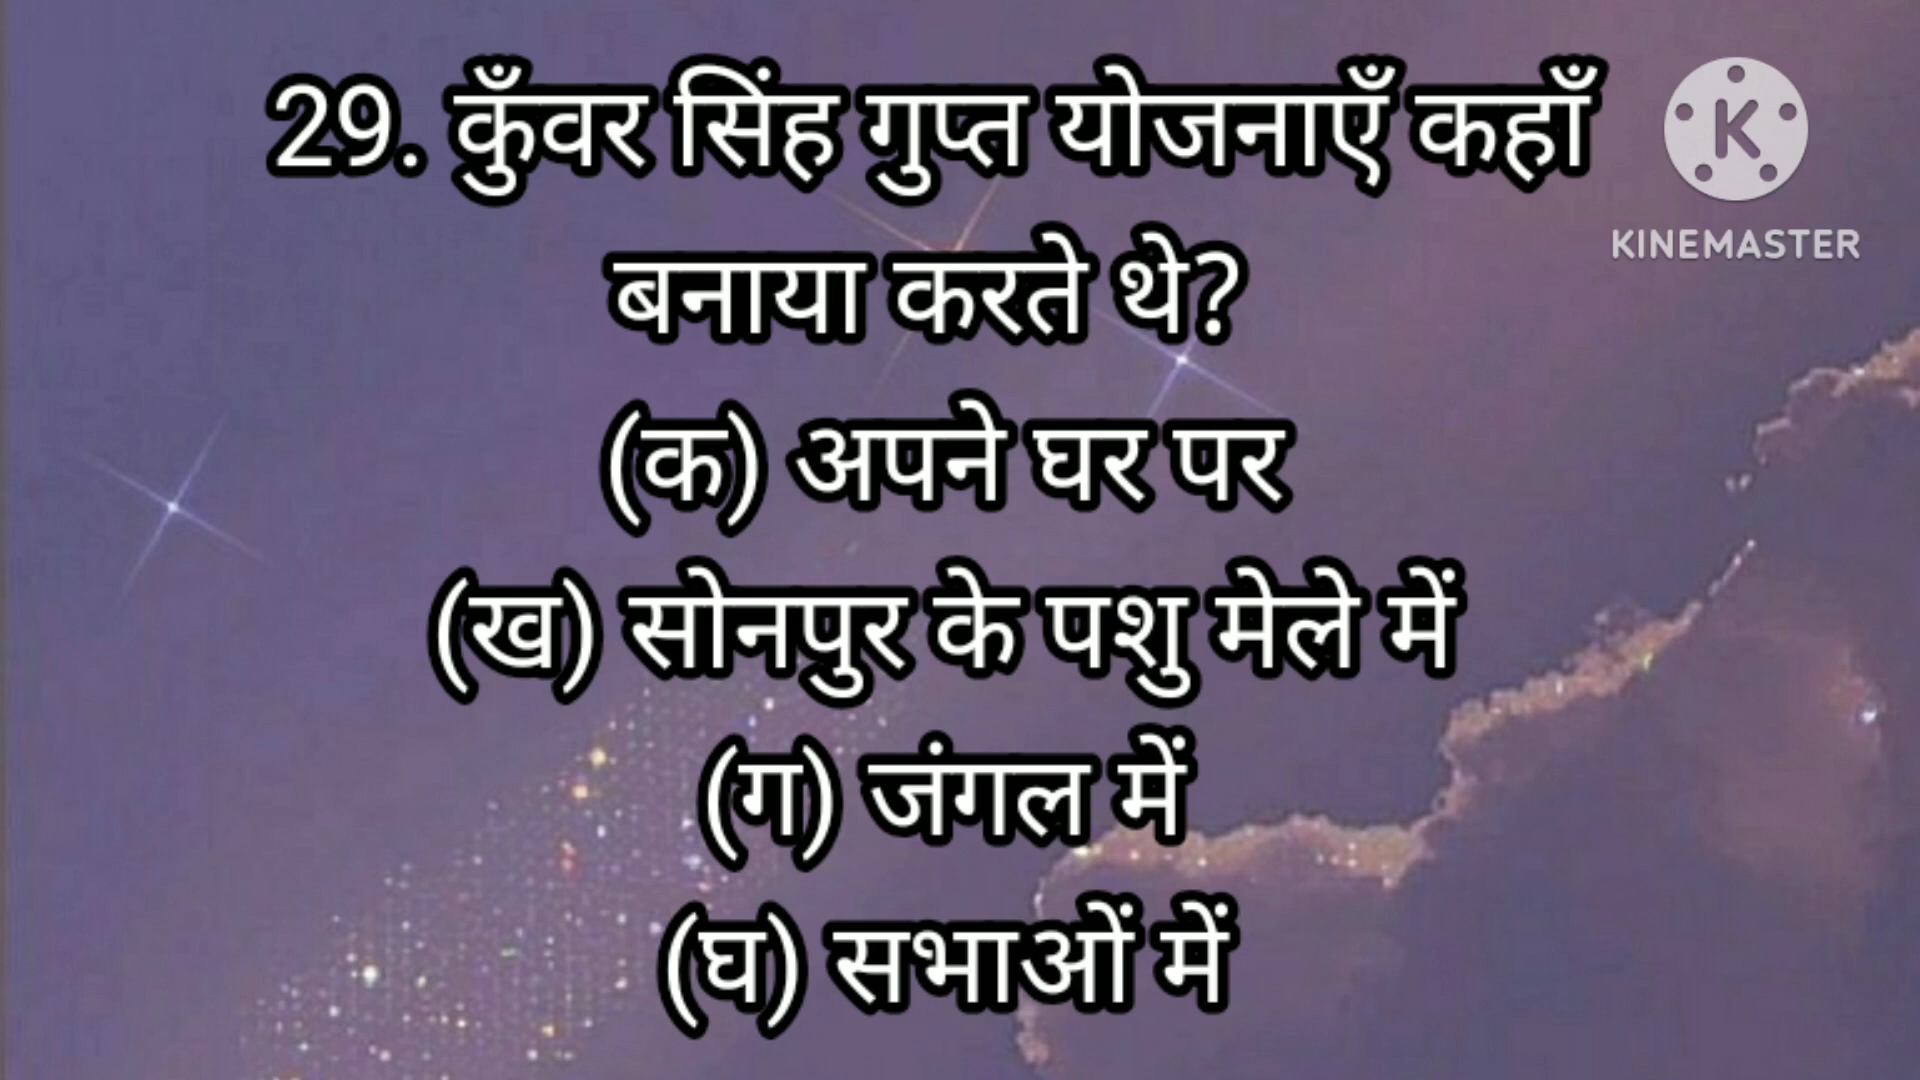 29. कुँवर सिंह गुप्त योजनाएँ कहाँ
बनाया करते थे?
(क) अपने घर पर
(ख) सोनपुर के पशु मेले में
(ग) जंगल में
(घ) सभाओं में
K
KINEMASTER